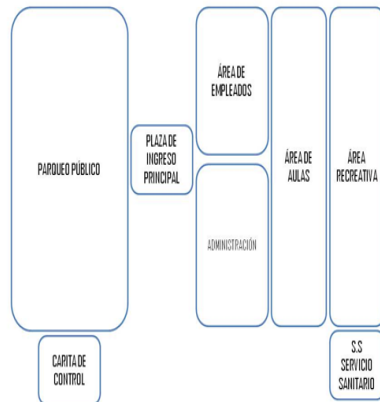 ÁREA DE
EMPLEADOS
PLAZA DE
INGRESO
PRINCIPAL
PARQUEO PÚBLICO
ÁREA DE
AULAS
ÁREA
RECREATIVA
ADMINISTRACIÓN
CARITA DE
CONTROL
S.S
SERVICIO
SANITARIO